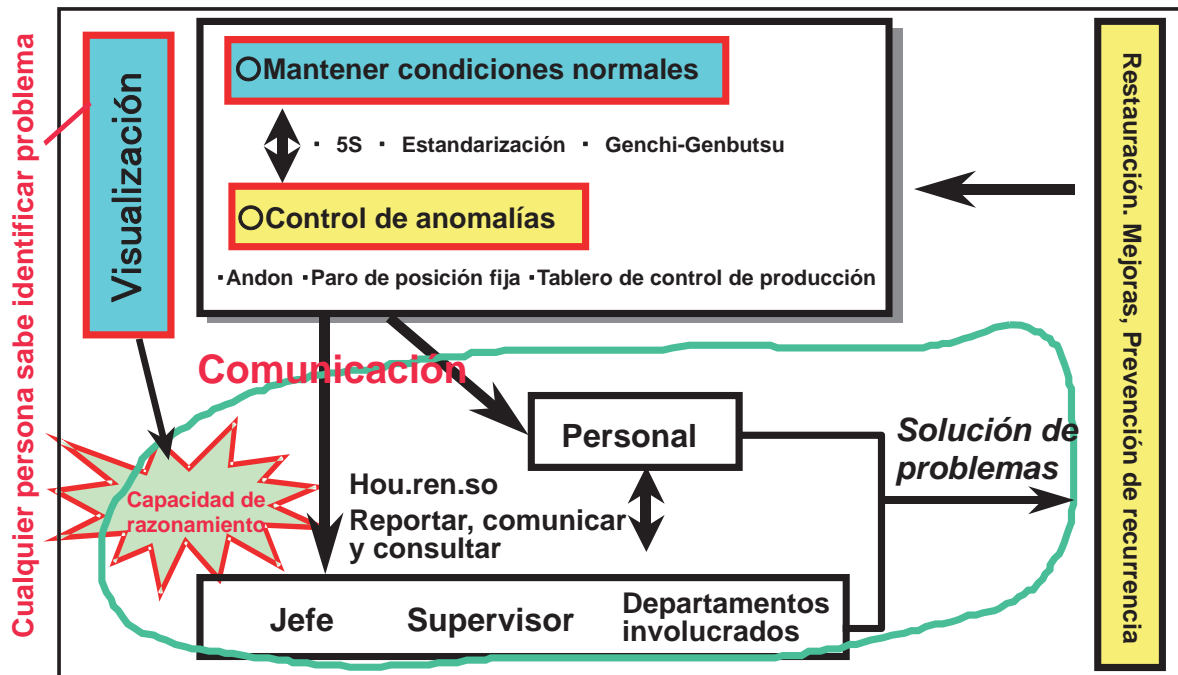 Cualquier persona sabe identificar problema
Visualización
○Mantener condiciones normales
・ 5S ・ Estandarización ・ Genchi-Genbutsu
○Control de anomalías
・Andon ・Paro de posición fija ・Tablero de control de producción
Comunicación
Personal
Solución de
problemas
Capacidad de
razonamiento
Hou.ren.so
Reportar, comunicar
y consultar
Jefe
Supervisor
Departamentos
involucrados
Restauración. Mejoras, Prevención de recurrencia